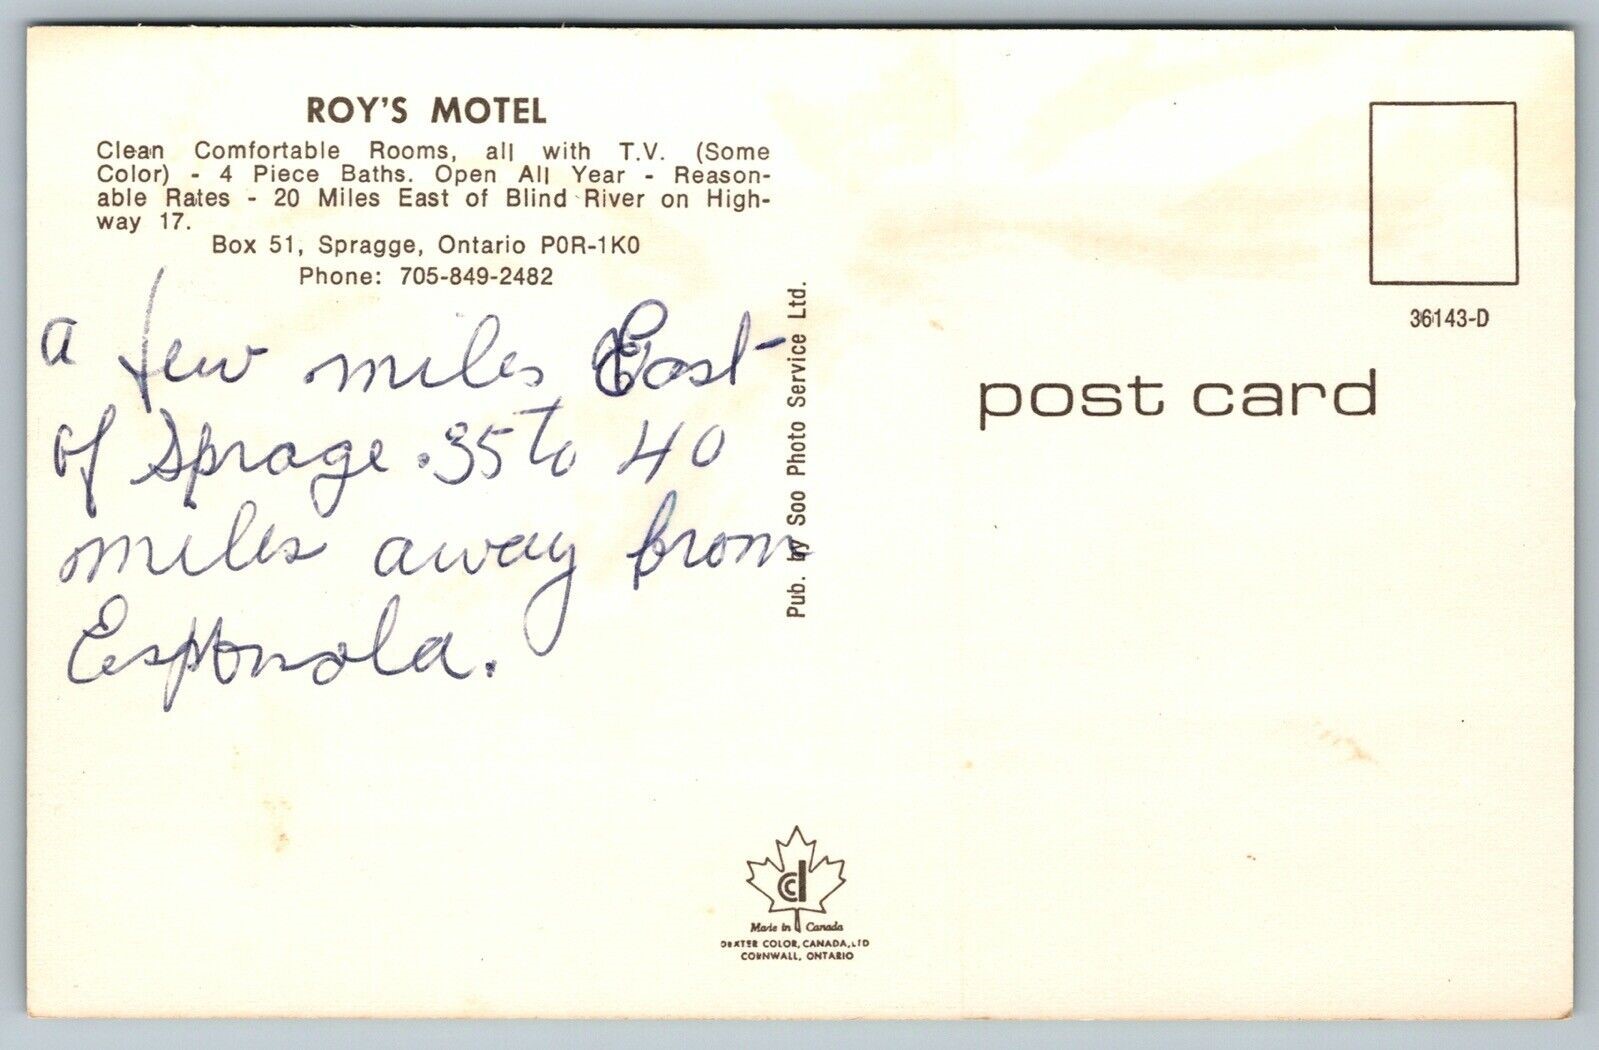 ROY'S MOTEL
Clean Comfortable Rooms, all with T.V. (Some
Color) - 4 Piece Baths. Open All Year - Reason-
able Rates - 20 Miles East of Blind River on High-
way 17.
Box 51, Spragge, Ontario P0R-1K0
Phone: 705-849-2482
a few miles East
of Sprage. 35 to 40
miles away from
Espanola.
Pub. by Soo Photo Service Ltd.
36143-D
post card
Made in Canada
DEXTER COLOR, CANADA, LTD
CORNWALL, ONTARIO